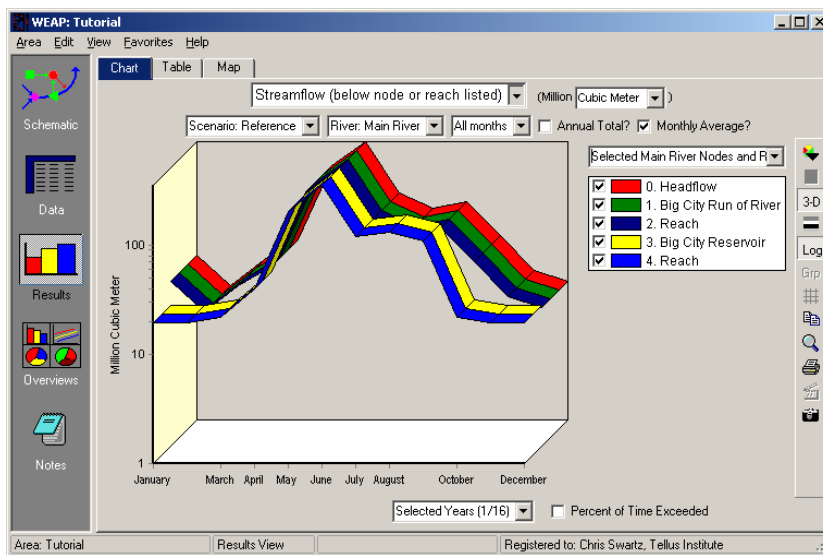 WEAP: Tutorial
Area Edit View Favorites Help
Chart Table Map
Streamflow (below node or reach listed) (Million Cubic Meter )
Scenario: Reference River: Main River All months Annual Total? Monthly Average?
Schematic
Data
Results
Overviews
Notes
Selected Main River Nodes and R
0. Headflow
1. Big City Run of River
2. Reach
3. Big City Reservoir
4. Reach
3-D
Log
Grp
Million Cubic Meter
100
10
1
January March April May June July August October December
Selected Years (1/16) Percent of Time Exceeded
Area: Tutorial Results View Registered to: Chris Swartz, Tellus Institute